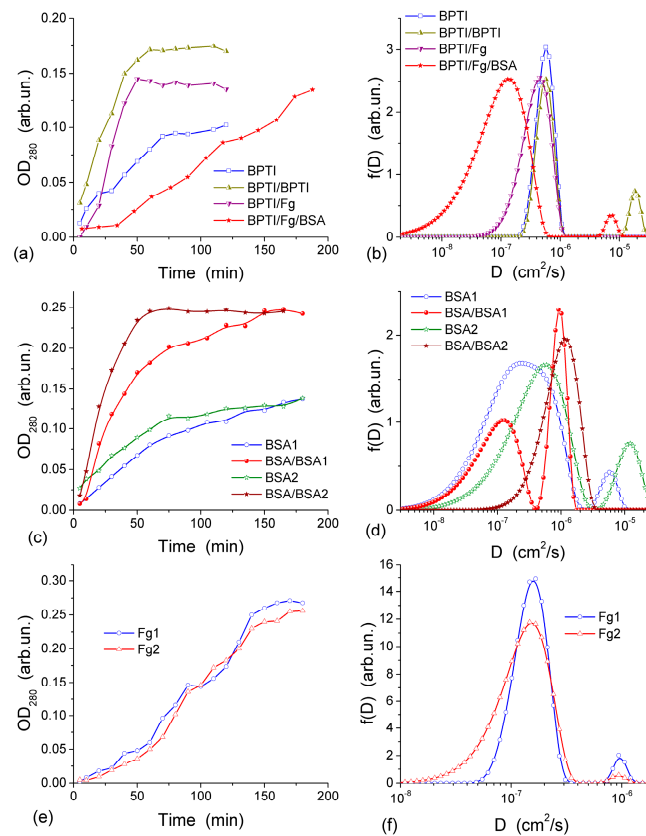 0.20
0.15
0.10
0.05
0.00
OD280 (arb.un.)
BPTI
BPTI/BPTI
BPTI/Fg
BPTI/Fg/BSA
0 50 100 150 200
(a)
Time (min)
BPTI
BPTI/BPTI
BPTI/Fg
BPTI/Fg/BSA
3
2
1
0
f(D) (arb.un.)
10-8 10-7 10-6 10-5
(b)
D (cm2/s)
0.25
0.20
0.15
0.10
0.05
0.00
OD280 (arb.un.)
BSA1
BSA/BSA1
BSA2
BSA/BSA2
0 50 100 150 200
(c)
Time (min)
BSA1
BSA/BSA1
BSA2
BSA/BSA2
2
1
0
f(D) (arb.un.)
10-8 10-7 10-6 10-5
(d)
D (cm2/s)
0.30
0.25
0.20
0.15
0.10
0.05
0.00
OD280 (arb.un.)
Fg1
Fg2
0 50 100 150 200
(e)
Time (min)
16
14
12
10
8
6
4
2
0
f(D) (arb.un.)
Fg1
Fg2
10-8 10-7 10-6
(f)
D (cm2/s)